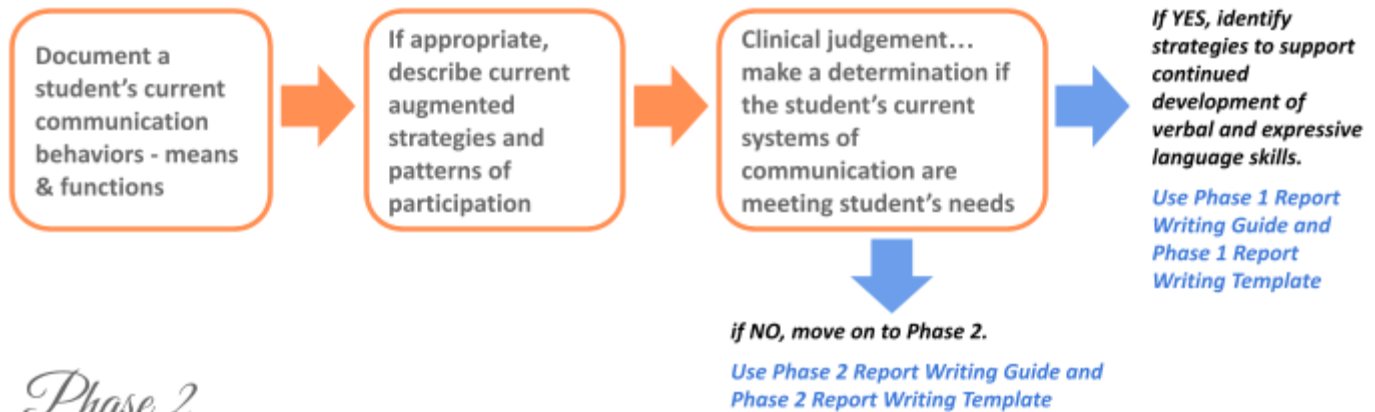 Document a
student's current
communication
behaviors - means
& functions
If appropriate,
describe current
augmented
strategies and
patterns of
participation
Clinical judgement...
make a determination if
the student's current
systems of
communication are
meeting student's needs
If YES, identify
strategies to support
continued
development of
verbal and expressive
language skills.
Use Phase 1 Report
Writing Guide and
Phase 1 Report
Writing Template
if NO, move on to Phase 2.
Use Phase 2 Report Writing Guide and
Phase 2 Report Writing Template
Phase 2